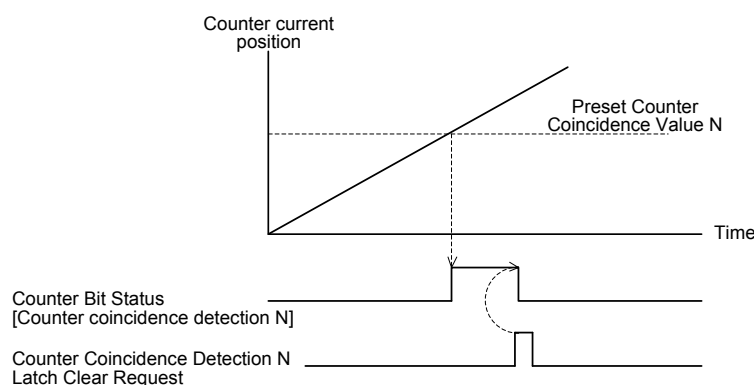 Counter current
position
Preset Counter
Coincidence Value N
Time
Counter Bit Status
[Counter coincidence detection N]
Counter Coincidence Detection N
Latch Clear Request